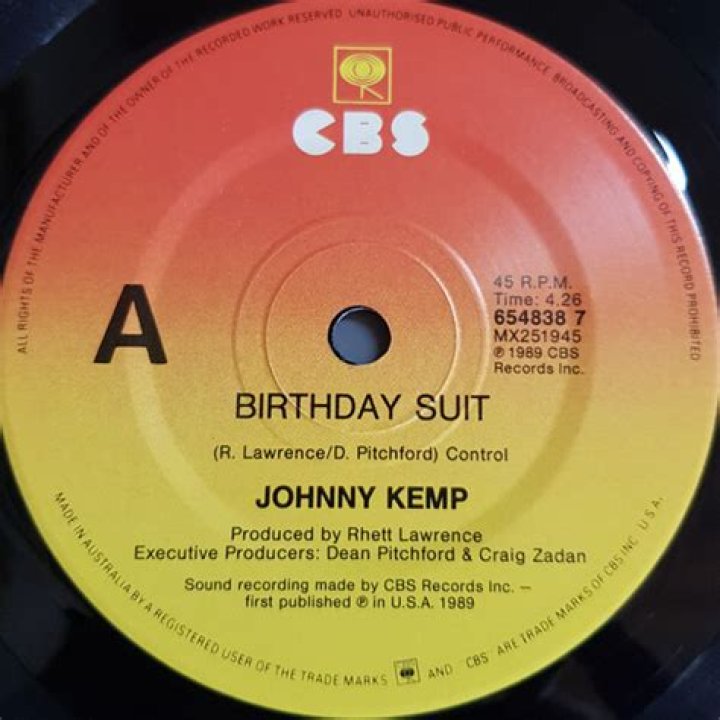 ALL RIGHTS OF THE MANUFACTURER AND OF THE OWNER OF THE RECORDED WORK RESERVED UNAUTHORISED PUBLIC PERFORMANCE, BROADCASTING AND COPYING OF THIS RECORD PROHIBITED
CBS
A
45 R.P.M.
Time: 4.26
654838 7
MX251945
℗ 1989 CBS
Records Inc.
BIRTHDAY SUIT
(R. Lawrence/D. Pitchford) Control
JOHNNY KEMP
Produced by Rhett Lawrence
Executive Producers: Dean Pitchford & Craig Zadan
Sound recording made by CBS Records Inc. –
first published ℗ in U.S.A. 1989
MADE IN AUSTRALIA BY A REGISTERED USER OF THE TRADE MARKS AND 'CBS' ARE TRADE MARKS OF CBS INC U.S.A.